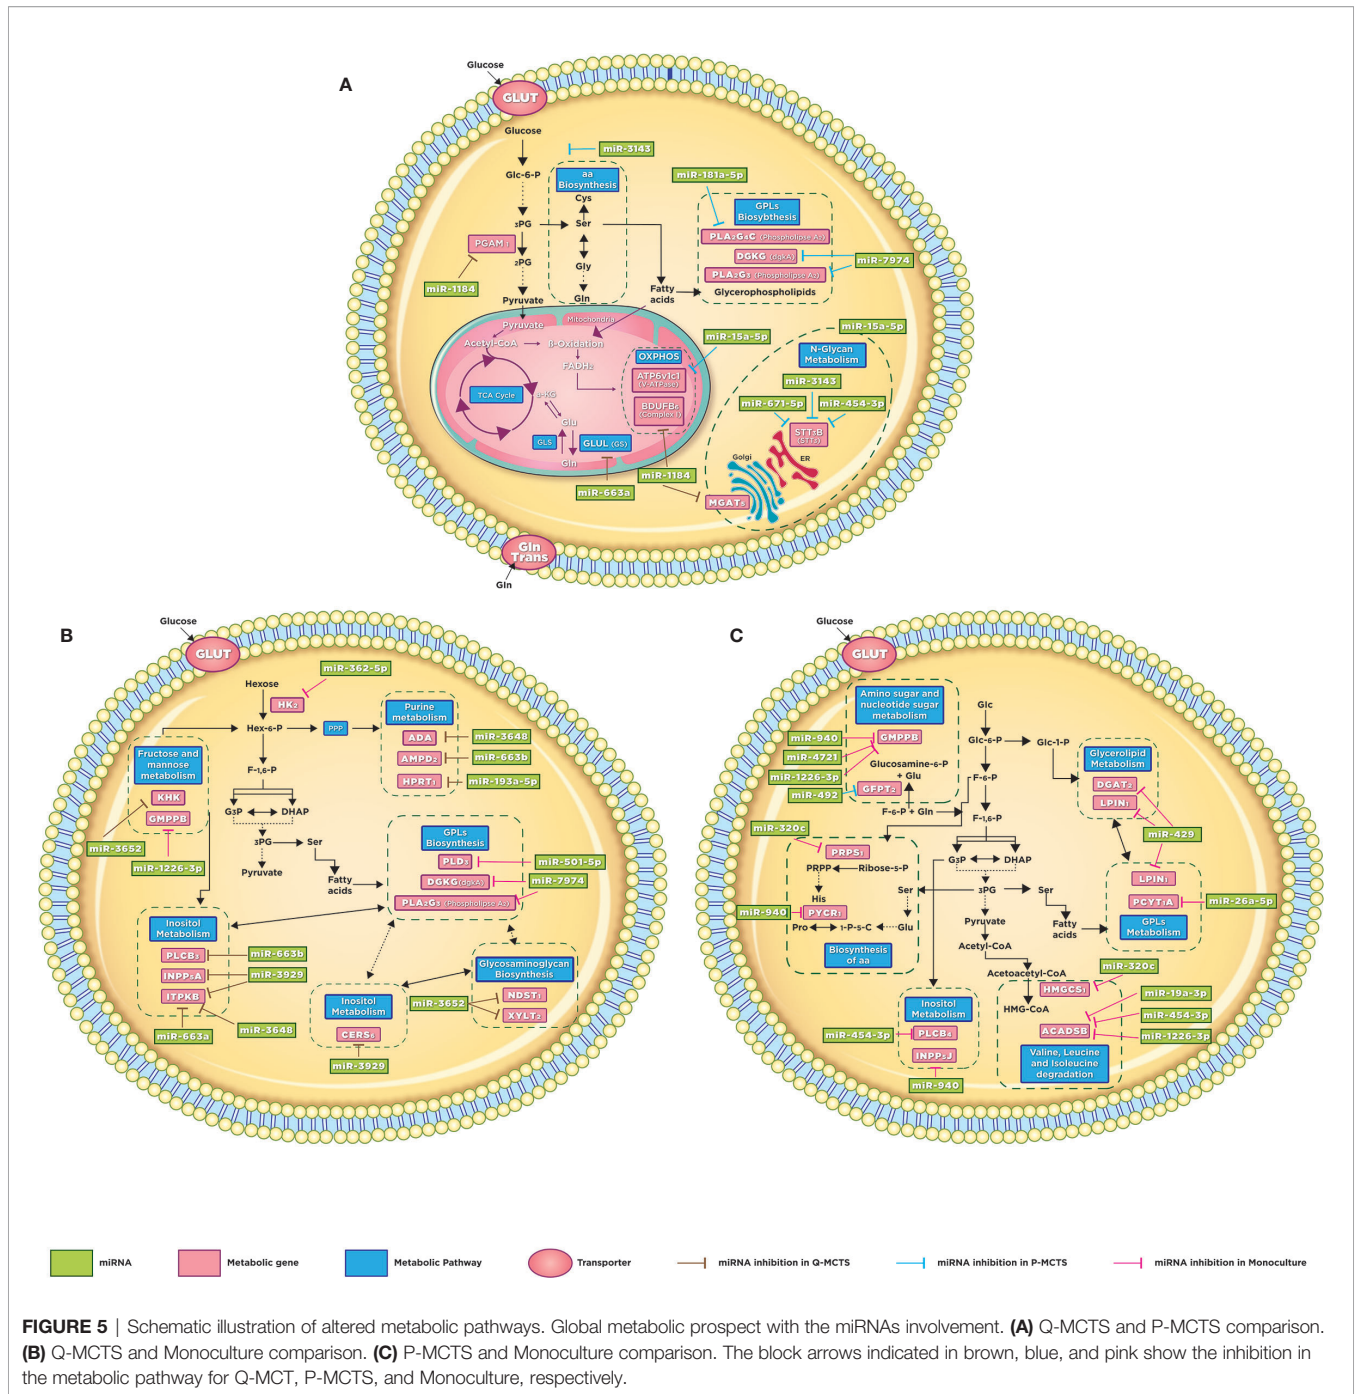 A
Glucose
GLUT
Glucose
Glc-6-P
3PG
2PG
Pyruvate
PGAM 1
miR-1184
miR-3143
aa
Biosynthesis
Cys
Ser
Gly
Gln
Fatty
acids
miR-181a-5p
GPLs
Biosybthesis
PLA2G4C (Phospholipse A2)
DGKG (dgkA)
PLA2G3 (Phospholipse A2)
Glycerophospholipids
miR-7974
Mitochondria
Pyruvate
Acetyl-CoA
ß-Oxidation
FADH2
TCA Cycle
a-KG
Glu
GLS
GLUL (GS)
Gln
OXPHOS
ATP6v1c1
(V-ATPase)
BDUFB6
(Complex I)
miR-15a-5p
miR-663a
miR-1184
miR-15a-5p
N-Glycan
Metabolism
miR-3143
miR-671-5p
miR-454-3p
STT3B
(STT3)
Golgi
ER
MGAT5
Gln
Trans
Gln
B
Glucose
GLUT
Hexose
miR-362-5p
HK2
Hex-6-P
PPP
F-1,6-P
G3P
DHAP
3PG
Ser
Pyruvate
Fatty
acids
Purine
metabolism
ADA
AMPD2
HPRT1
miR-3648
miR-663b
miR-193a-5p
Fructose and
mannose
metabolism
KHK
GMPPB
miR-3652
miR-1226-3p
GPLs
Biosynthesis
PLD3
DGKG(dgkA)
PLA2G3 (Phospholipse A2)
miR-501-5p
miR-7974
Inositol
Metabolism
PLCB3
INPP5A
ITPKB
miR-663b
miR-3929
miR-663a
miR-3648
Inositol
Metabolism
CERS6
miR-3929
Glycosaminoglycan
Biosynthesis
NDST1
XYLT2
miR-3652
C
Glucose
GLUT
Amino sugar and
nucleotide sugar
metabolism
GMPPB
Glucosamine-6-P
+ Glu
GFPT2
F-6-P + Gln
miR-940
miR-4721
miR-1226-3p
miR-492
Glc
Glc-6-P
Glc-1-P
F-6-P
F-1,6-P
G3P
DHAP
3PG
Ser
Ser
Pyruvate
Acetyl-CoA
Fatty
acids
Acetoacetyl-CoA
HMG-CoA
Glycerolipid
Metabolism
DGAT2
LPIN1
miR-429
LPIN1
PCYT1A
miR-26a-5p
GPLs
Metabolism
miR-320c
PRPS1
PRPP
Ribose-5-P
His
miR-940
PYCR1
Pro
1-P-5-C
Glu
Biosynthesis
of aa
Inositol
Metabolism
miR-454-3p
PLCB4
INPP5J
miR-940
miR-320c
HMGCS1
miR-19a-3p
miR-454-3p
miR-1226-3p
ACADSB
Valine, Leucine
and Isoleucine
degradation
miRNA
Metabolic gene
Metabolic Pathway
Transporter
miRNA inhibition in Q-MCTS
miRNA inhibition in P-MCTS
miRNA inhibition in Monoculture
FIGURE 5 | Schematic illustration of altered metabolic pathways. Global metabolic prospect with the miRNAs involvement. (A) Q-MCTS and P-MCTS comparison.
(B) Q-MCTS and Monoculture comparison. (C) P-MCTS and Monoculture comparison. The block arrows indicated in brown, blue, and pink show the inhibition in
the metabolic pathway for Q-MCT, P-MCTS, and Monoculture, respectively.